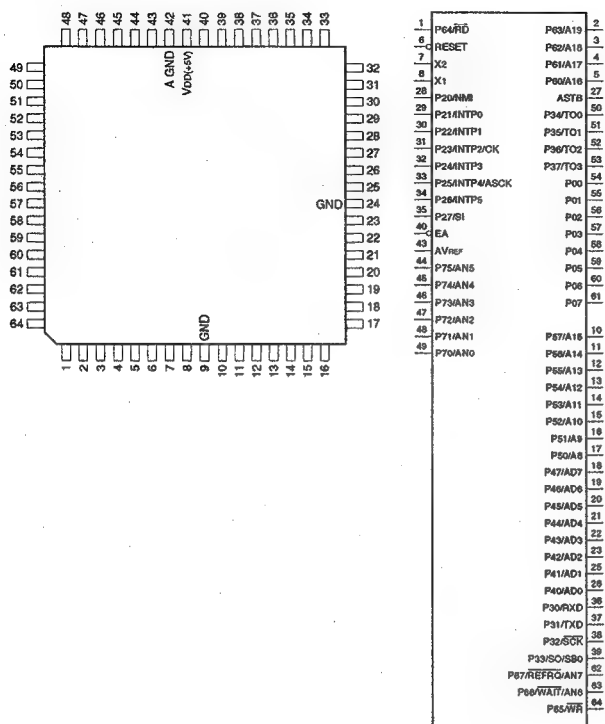 48 47 46 45 44 43 42 41 40 39 38 37 36 35 34 33
A GND
VDD(+5V)
49 32
50 31
51 30
52 29
53 28
54 27
55 26
56 25
57 GND 24
58 23
59 22
60 21
61 20
62 19
63 18
64 17
GND
1 2 3 4 5 6 7 8 9 10 11 12 13 14 15 16
1 P64/RD P63/A19 2
6 RESET P62/A18 3
7 X2 P61/A17 4
8 X1 P60/A16 5
28 P20/NMI ASTB 27
29 P21/INTP0 P34/TO0 50
30 P22/INTP1 P35/TO1 51
31 P23/INTP2/CK P36/TO2 52
32 P24/INTP3 P37/TO3 53
33 P25/INTP4/ASCK P00 54
34 P26/INTP5 P01 55
35 P27/SI P02 56
40 EA P03 57
43 AVREF P04 58
44 P75/AN5 P05 59
45 P74/AN4 P06 60
46 P73/AN3 P07 61
47 P72/AN2
48 P71/AN1 P57/A15 10
49 P70/AN0 P56/A14 11
P55/A13 12
P54/A12 13
P53/A11 14
P52/A10 15
P51/A9 16
P50/A8 17
P47/AD7 18
P46/AD6 19
P45/AD5 20
P44/AD4 21
P43/AD3 22
P42/AD2 23
P41/AD1 25
P40/AD0 26
P30/RXD 36
P31/TXD 37
P32/SCK 38
P33/SO/SB0 39
P67/REFRQ/AN7 62
P66/WAIT/AN6 63
P65/WR 64